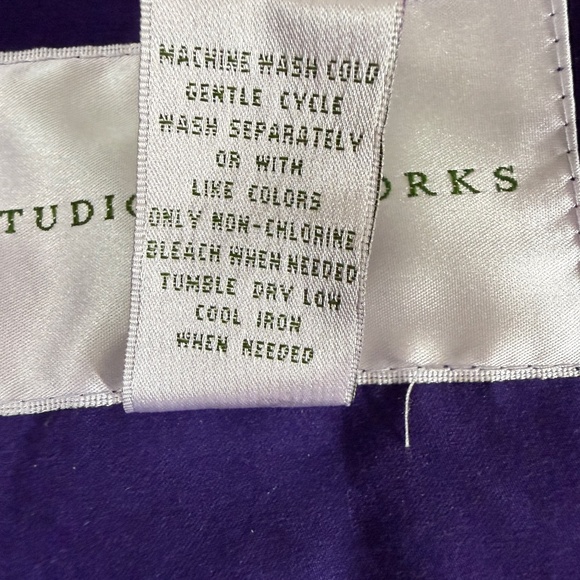 MACHINE WASH COLD
GENTLE CYCLE
WASH SEPARATELY
OR WITH
LIKE COLORS
ONLY NON-CHLORINE
BLEACH WHEN NEEDED
TUMBLE DRY LOW
COOL IRON
WHEN NEEDED
TUDIO ORKS